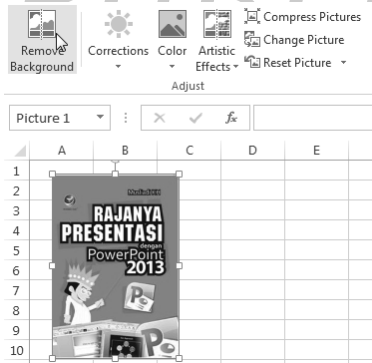 Remove
Background
Corrections
Color
Artistic
Effects
Compress Pictures
Change Picture
Reset Picture
Adjust
Picture 1
fx
A B C D E
1
2
3
4
5
6
7
8
9
10
RAJANYA
PRESENTASI
dengan
PowerPoint
2013
P
P